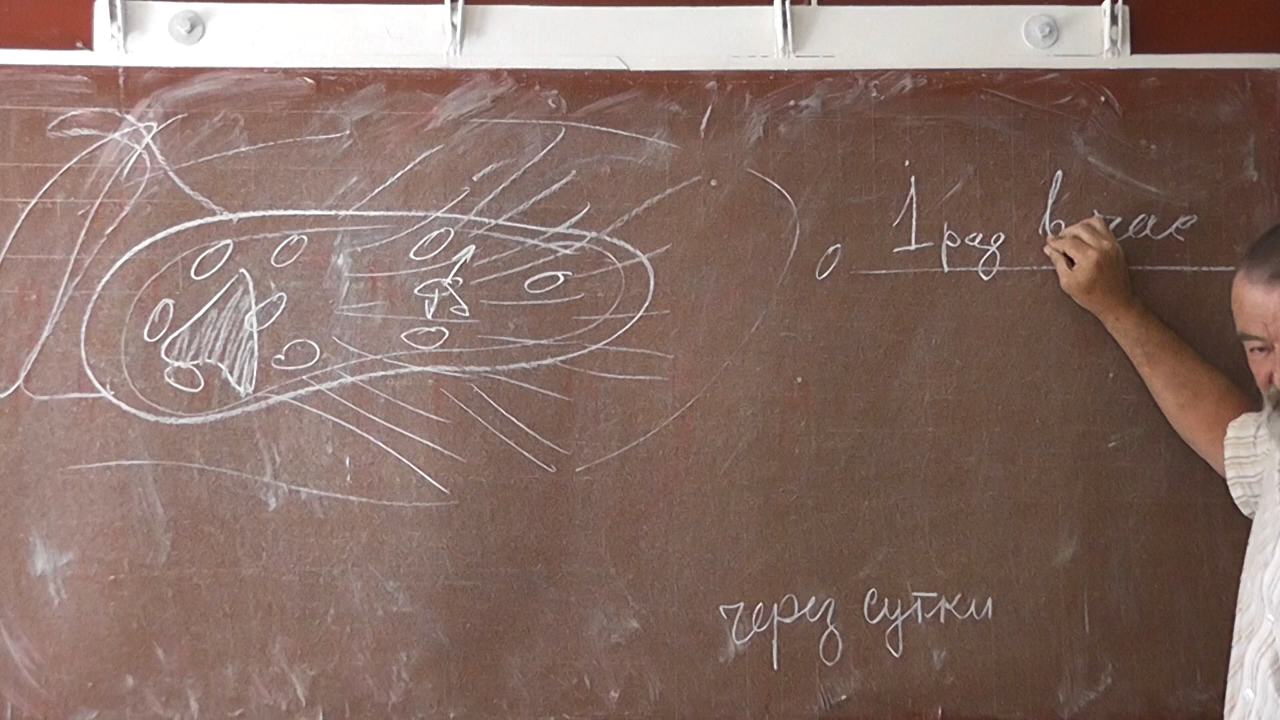 1 рад в час
через сутки